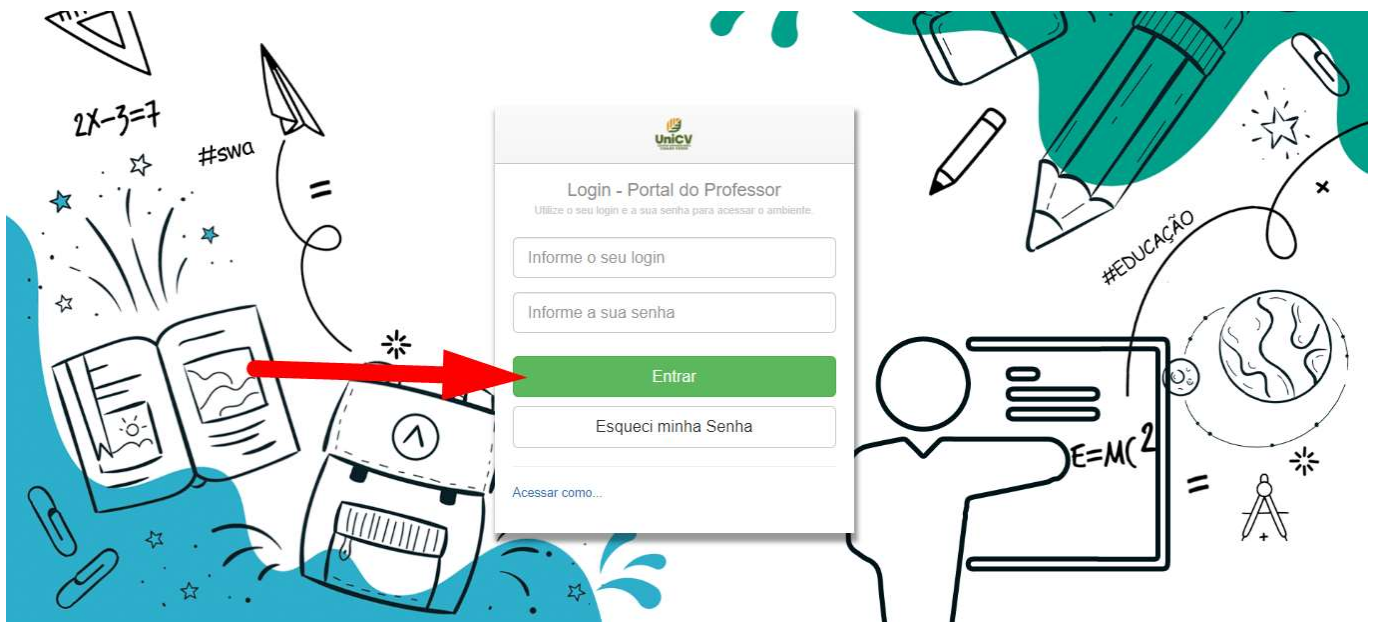 2X-3=7
#swa
=
UniCV
Login - Portal do Professor
Utilize o seu login e a sua senha para acessar o ambiente.
Informe o seu login
Informe a sua senha
Entrar
Esqueci minha Senha
Acessar como...
#EDUCAÇÃO
E=MC2
=